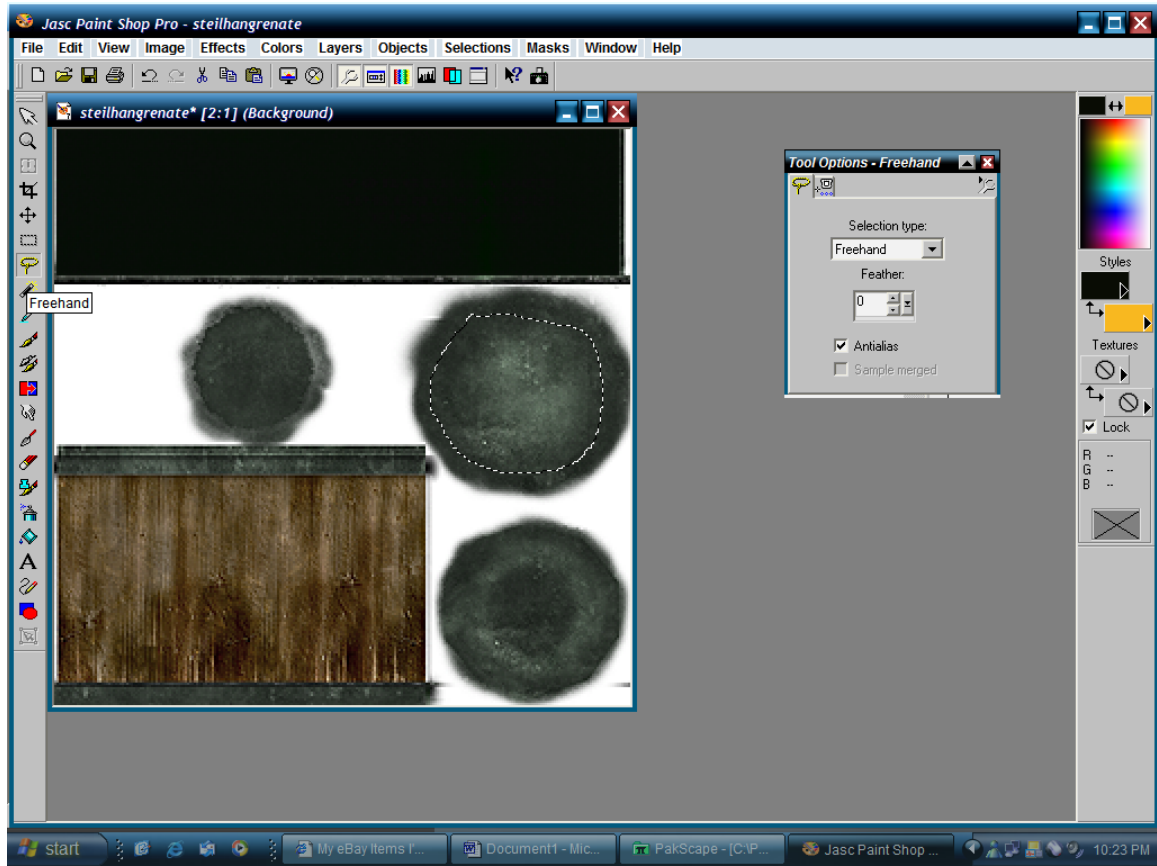 Jasc Paint Shop Pro - steilhangrenate
File Edit View Image Effects Colors Layers Objects Selections Masks Window Help
steilhangrenate* [2:1] (Background)
Tool Options - Freehand
Selection type:
Freehand
Feather:
0
Antialias
Sample merged
Freehand
A
Styles
Textures
Lock
R --
G --
B --
start
My eBay Items I'...
Document1 - Mic...
PakScape - [C:\P...
Jasc Paint Shop ...
10:23 PM